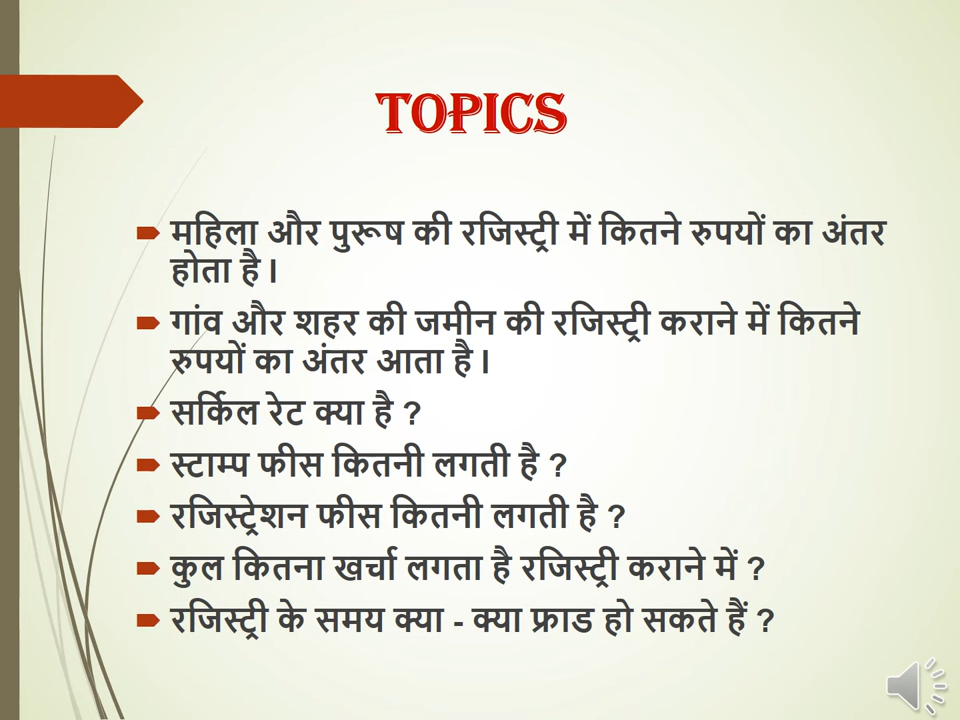 TOPICS
महिला और पुरूष की रजिस्ट्री में कितने रुपयों का अंतर
होता है।
गांव और शहर की जमीन की रजिस्ट्री कराने में कितने
रुपयों का अंतर आता है।
सर्किल रेट क्या है ?
स्टाम्प फीस कितनी लगती है ?
रजिस्ट्रेशन फीस कितनी लगती है ?
कुल कितना खर्चा लगता है रजिस्ट्री कराने में ?
रजिस्ट्री के समय क्या - क्या फ्राड हो सकते हैं ?